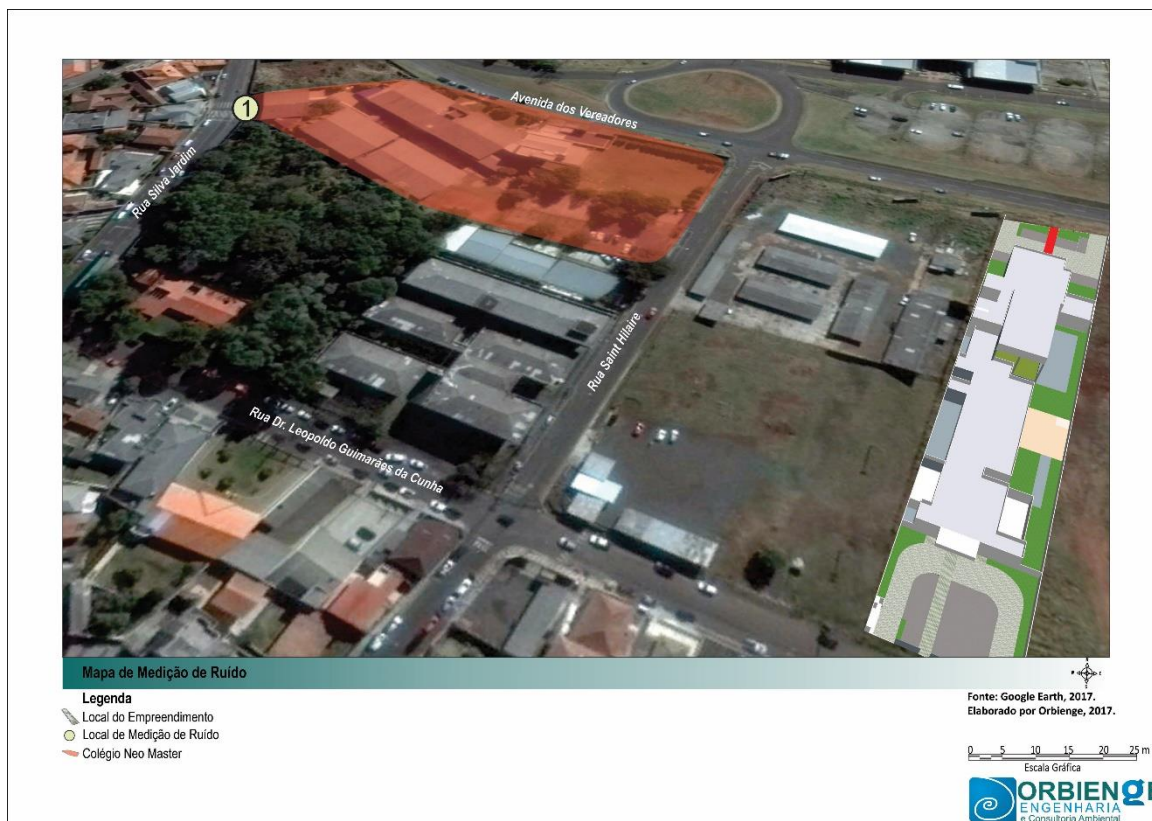 1
Avenida dos Vereadores
Rua Silva Jardim
Rua Saint Hilaire
Rua Dr. Leopoldo Guimarães da Cunha
Mapa de Medição de Ruído
Legenda
Local do Empreendimento
Local de Medição de Ruído
Colégio Neo Master
Fonte: Google Earth, 2017.
Elaborado por Orbienge, 2017.
0 5 10 15 20 25 m
Escala Gráfica
ORBIENG
ENGENHARIA
e Consultoria Ambiental